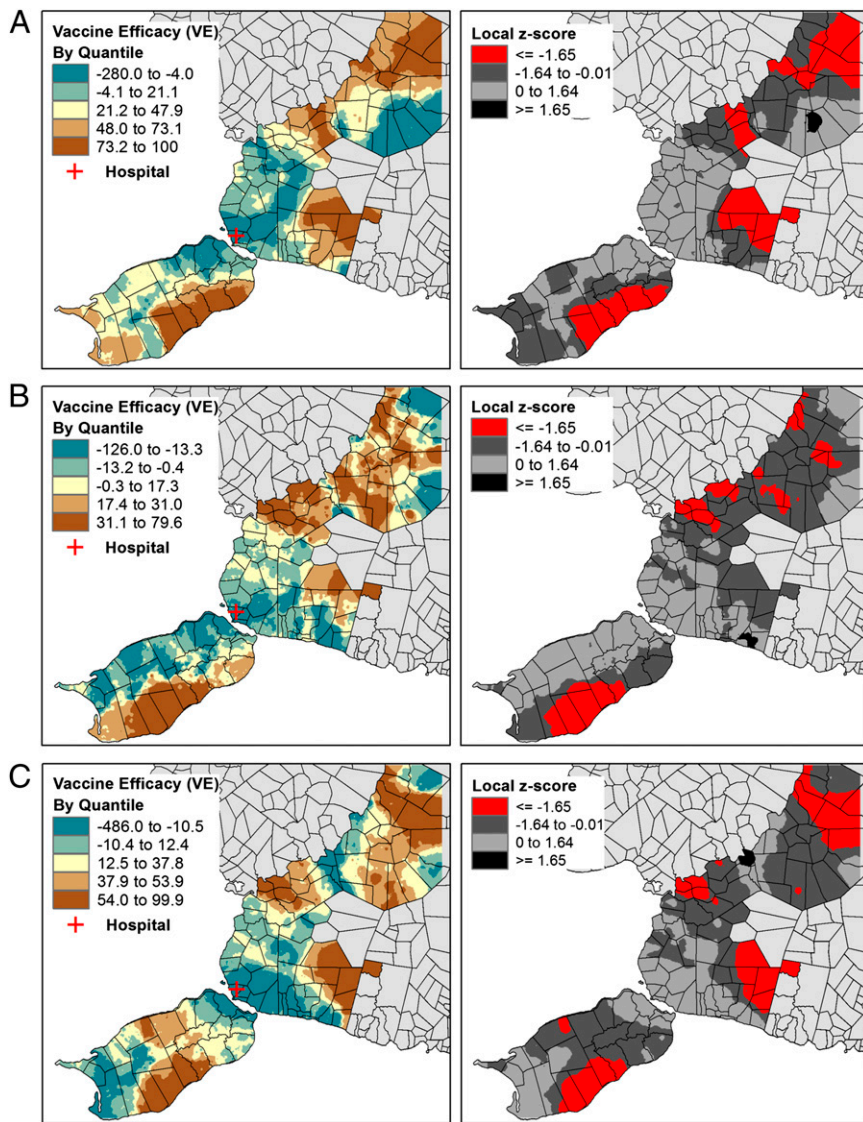 A
Vaccine Efficacy (VE)
By Quantile
-280.0 to -4.0
-4.1 to 21.1
21.2 to 47.9
48.0 to 73.1
73.2 to 100
+ Hospital
Local z-score
<= -1.65
-1.64 to -0.01
0 to 1.64
>= 1.65
B
Vaccine Efficacy (VE)
By Quantile
-126.0 to -13.3
-13.2 to -0.4
-0.3 to 17.3
17.4 to 31.0
31.1 to 79.6
+ Hospital
Local z-score
<= -1.65
-1.64 to -0.01
0 to 1.64
>= 1.65
C
Vaccine Efficacy (VE)
By Quantile
-486.0 to -10.5
-10.4 to 12.4
12.5 to 37.8
37.9 to 53.9
54.0 to 99.9
+ Hospital
Local z-score
<= -1.65
-1.64 to -0.01
0 to 1.64
>= 1.65